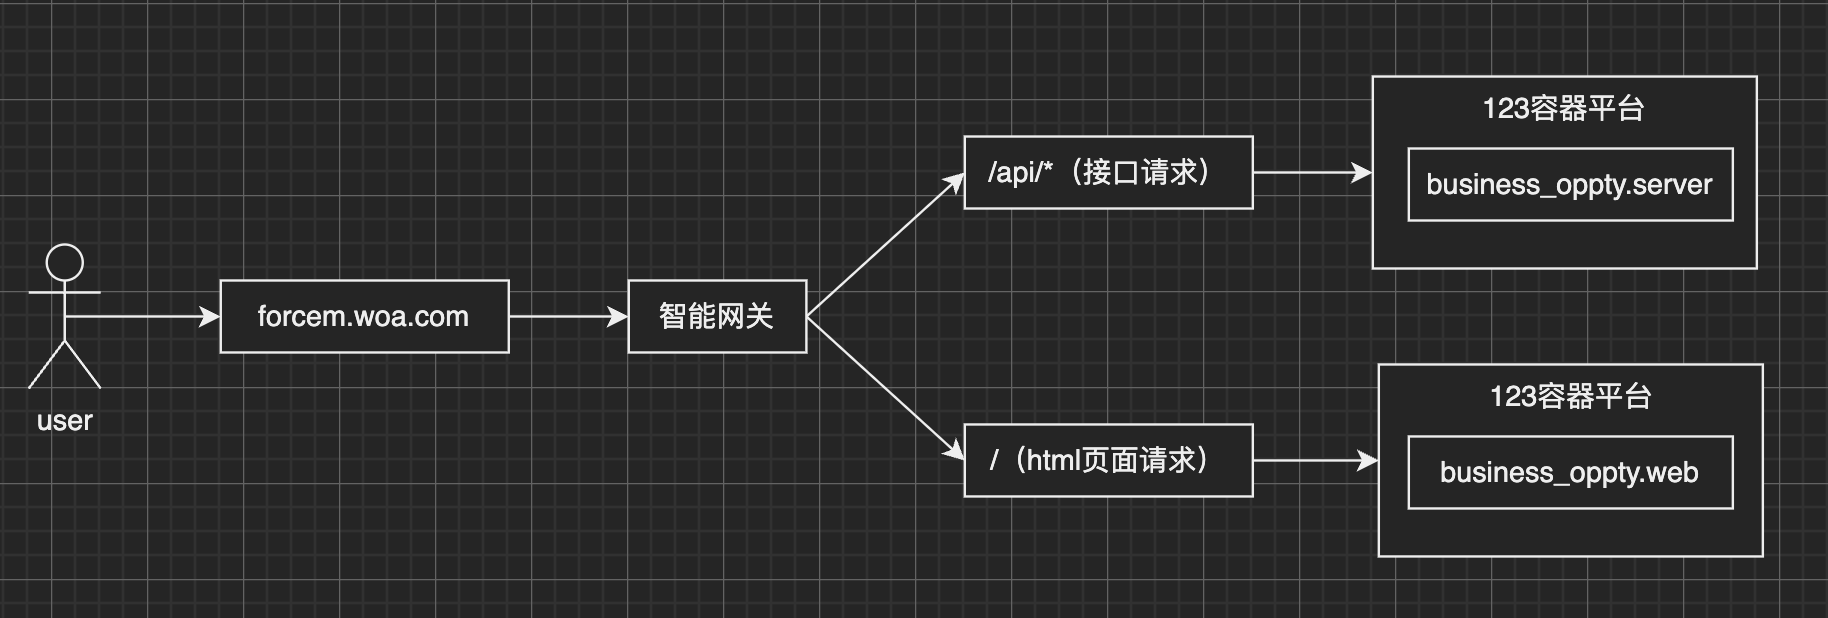 user
forcem.woa.com
智能网关
/api/*（接口请求）
123容器平台
business_oppty.server
/（html页面请求）
123容器平台
business_oppty.web